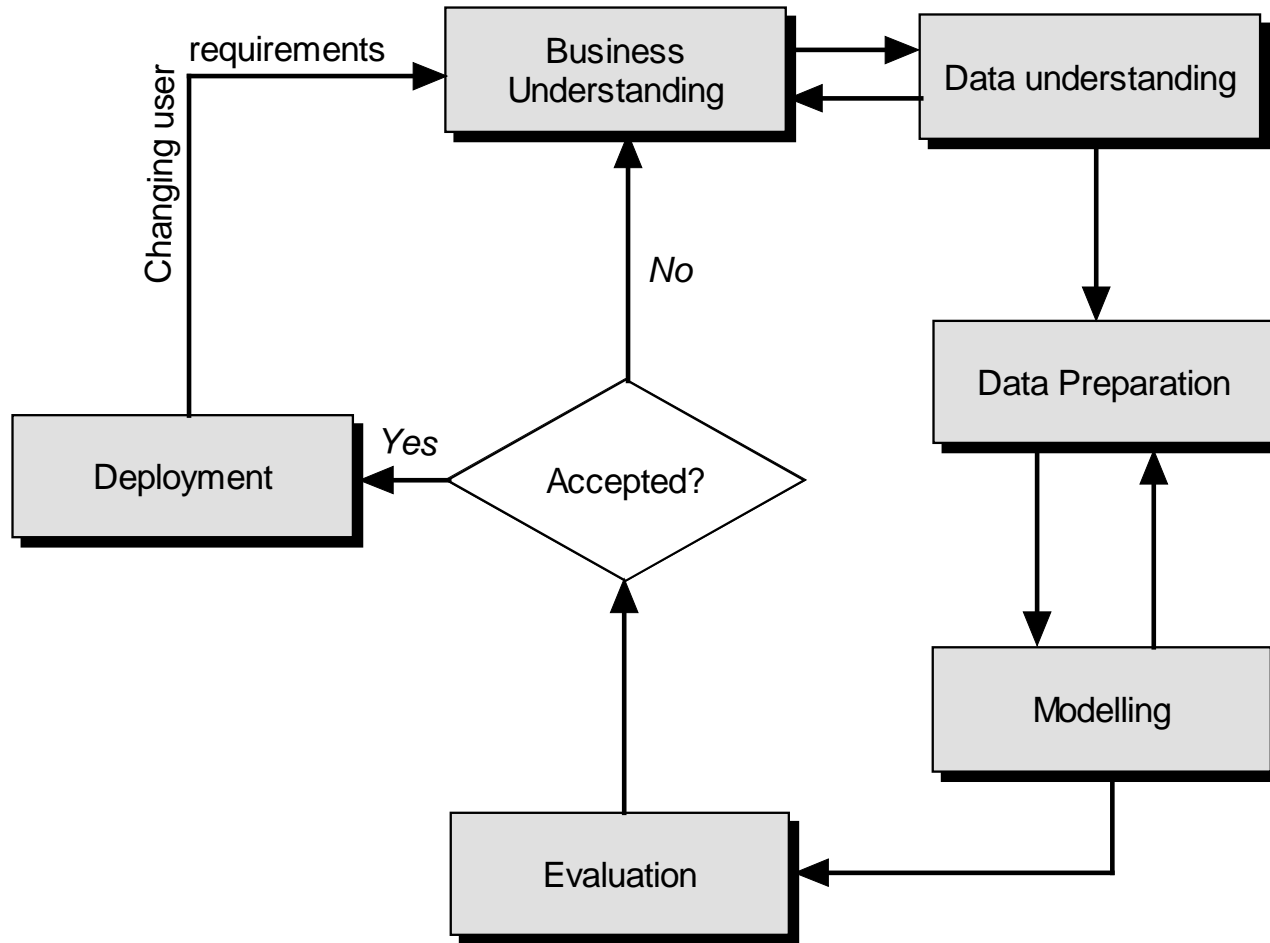 requirements
Changing user
Business
Understanding
Data understanding
No
Data Preparation
Yes
Deployment
Accepted?
Modelling
Evaluation